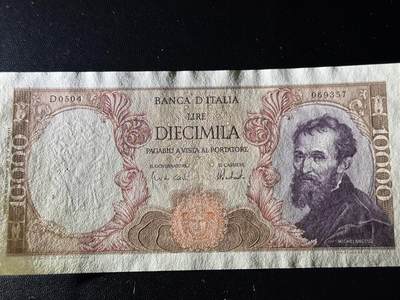 D0504
069357
BANCA D'ITALIA
LIRE
DIECIMILA
PAGABILI A VISTA AL PORTATORE
IL GOVERNATORE
IL CASSIERE
10000
10000
MICHELANGELO